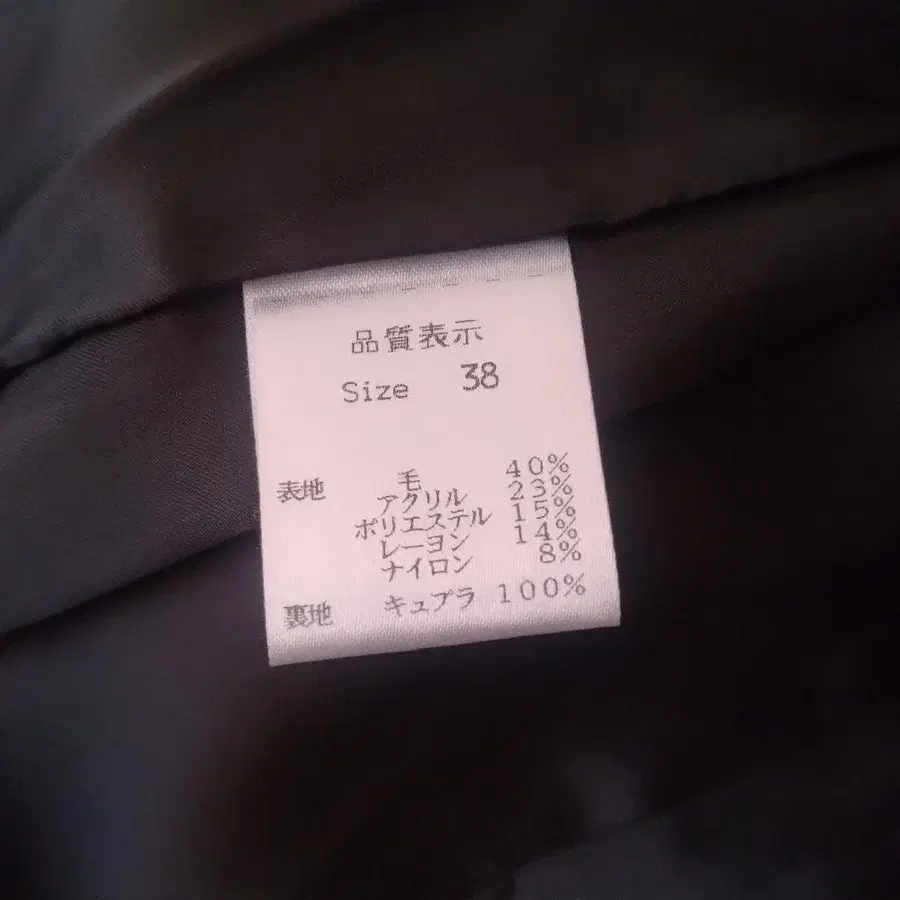 品質表示
Size 38
表地 毛 40%
アクリル 23%
ポリエステル 15%
レーヨン 14%
ナイロン 8%
裏地 キュプラ 100%